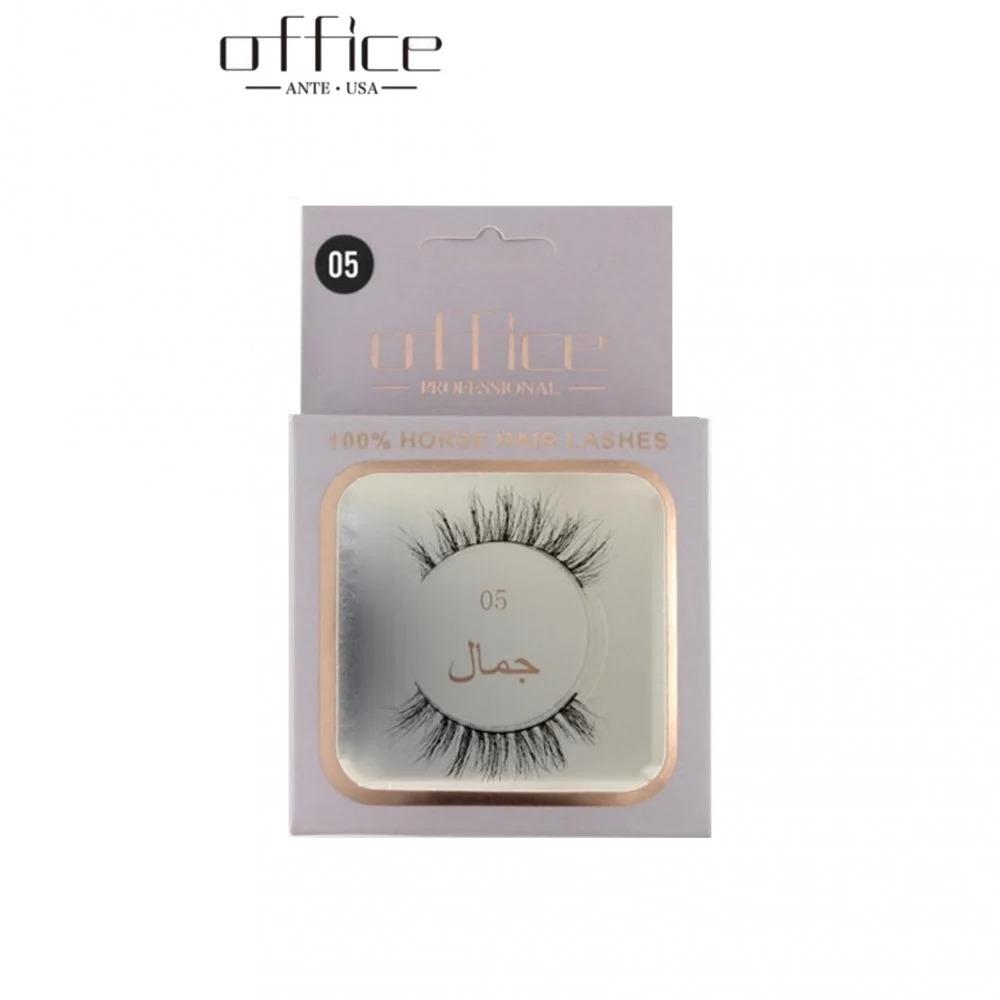 office
ANTE • USA
05
office
PROFESSIONAL
100% HORSE HAIR LASHES
05
جمال